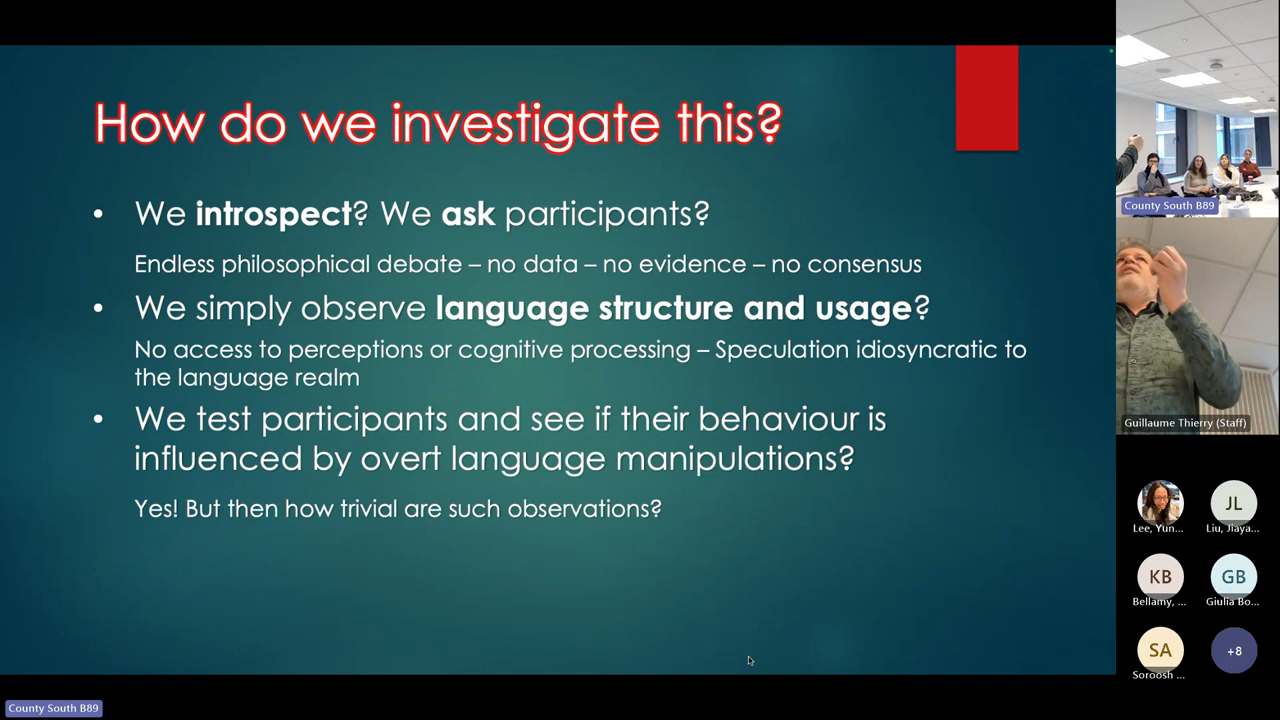 How do we investigate this?
• We introspect? We ask participants?
Endless philosophical debate – no data – no evidence – no consensus
• We simply observe language structure and usage?
No access to perceptions or cognitive processing – Speculation idiosyncratic to
the language realm
• We test participants and see if their behaviour is
influenced by overt language manipulations?
Yes! But then how trivial are such observations?
County South B89
Guillaume Thierry (Staff)
Lee, Yun...
JL
Liu, Jiaya...
KB
Bellamy, ...
GB
Giulia Bo...
SA
Soroosh ...
+8
County South B89